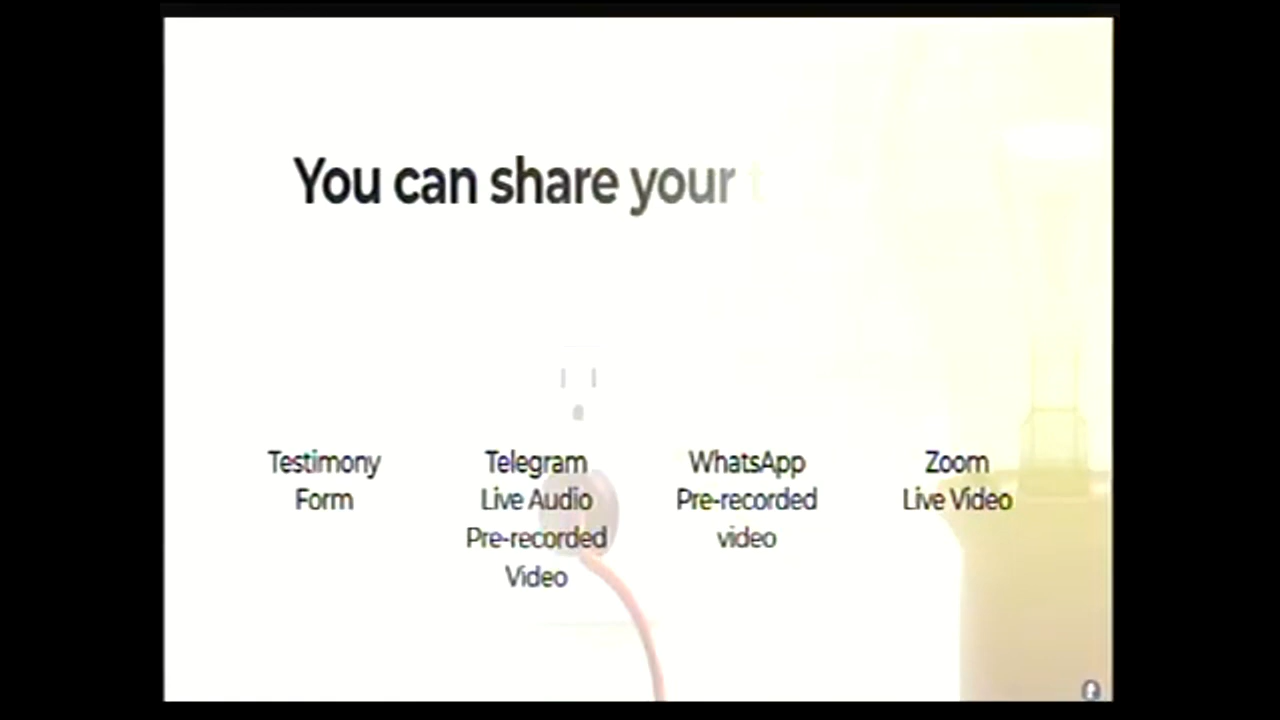 You can share your t
Testimony
Form
Telegram
Live Audio
Pre-recorded
Video
WhatsApp
Pre-recorded
video
Zoom
Live Video